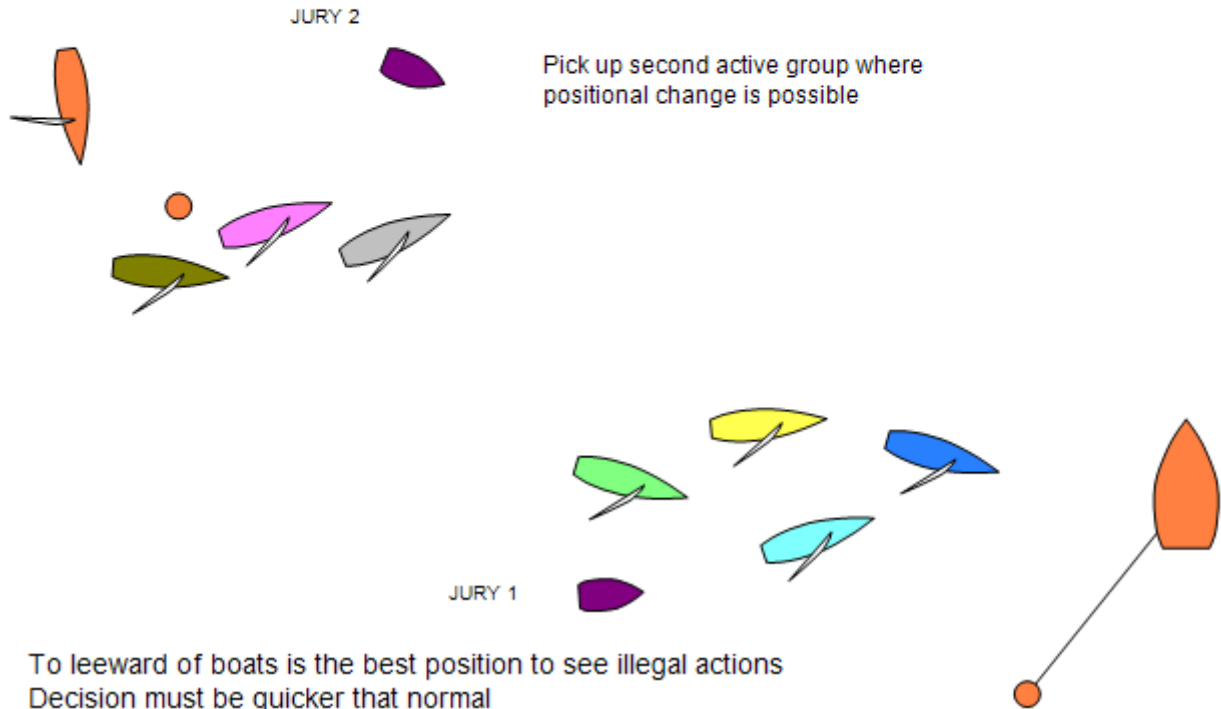 JURY 2
Pick up second active group where
positional change is possible
JURY 1
To leeward of boats is the best position to see illegal actions
Decision must be quicker that normal